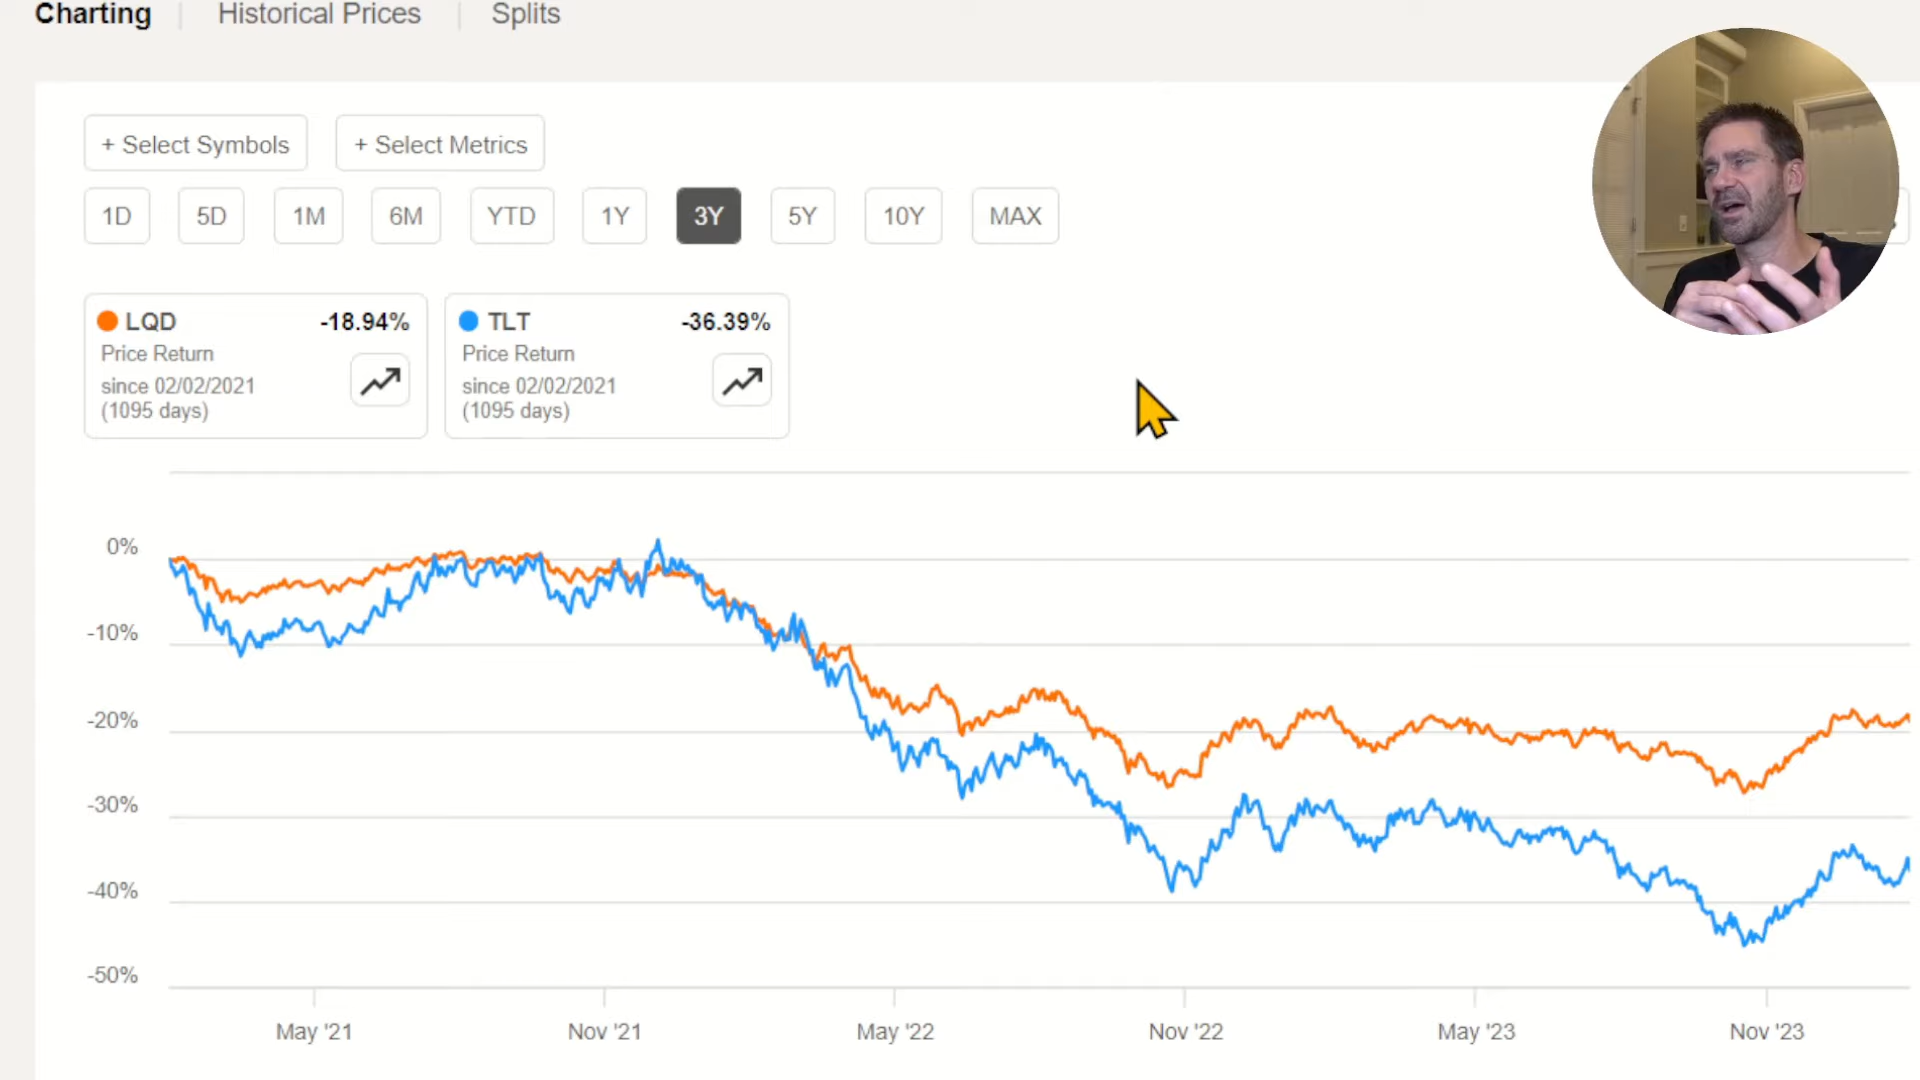 Charting | Historical Prices | Splits
+ Select Symbols + Select Metrics
1D 5D 1M 6M YTD 1Y 3Y 5Y 10Y MAX
LQD -18.94%
Price Return
since 02/02/2021
(1095 days)
TLT -36.39%
Price Return
since 02/02/2021
(1095 days)
0%
-10%
-20%
-30%
-40%
-50%
May '21 Nov '21 May '22 Nov '22 May '23 Nov '23